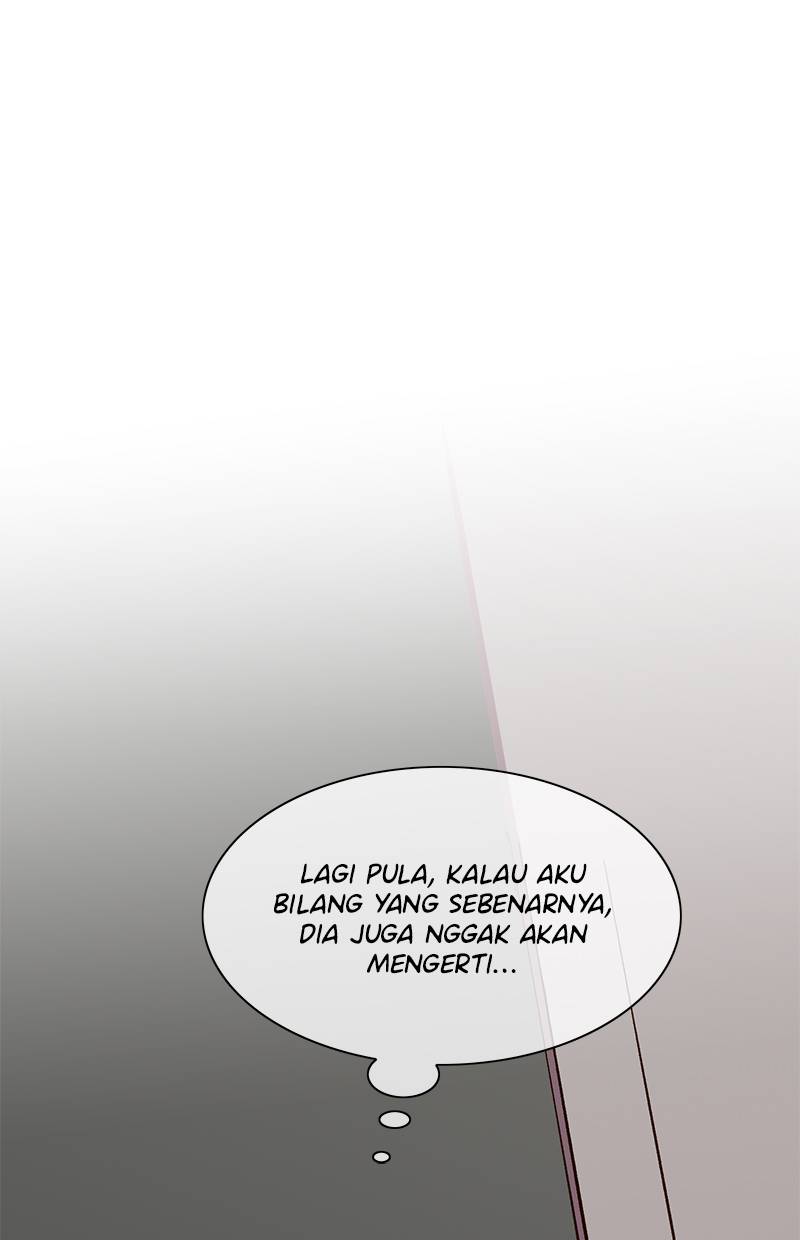 LAGI PULA, KALAU AKU
BILANG YANG SEBENARNYA,
DIA JUGA NGGAK AKAN
MENGERTI...